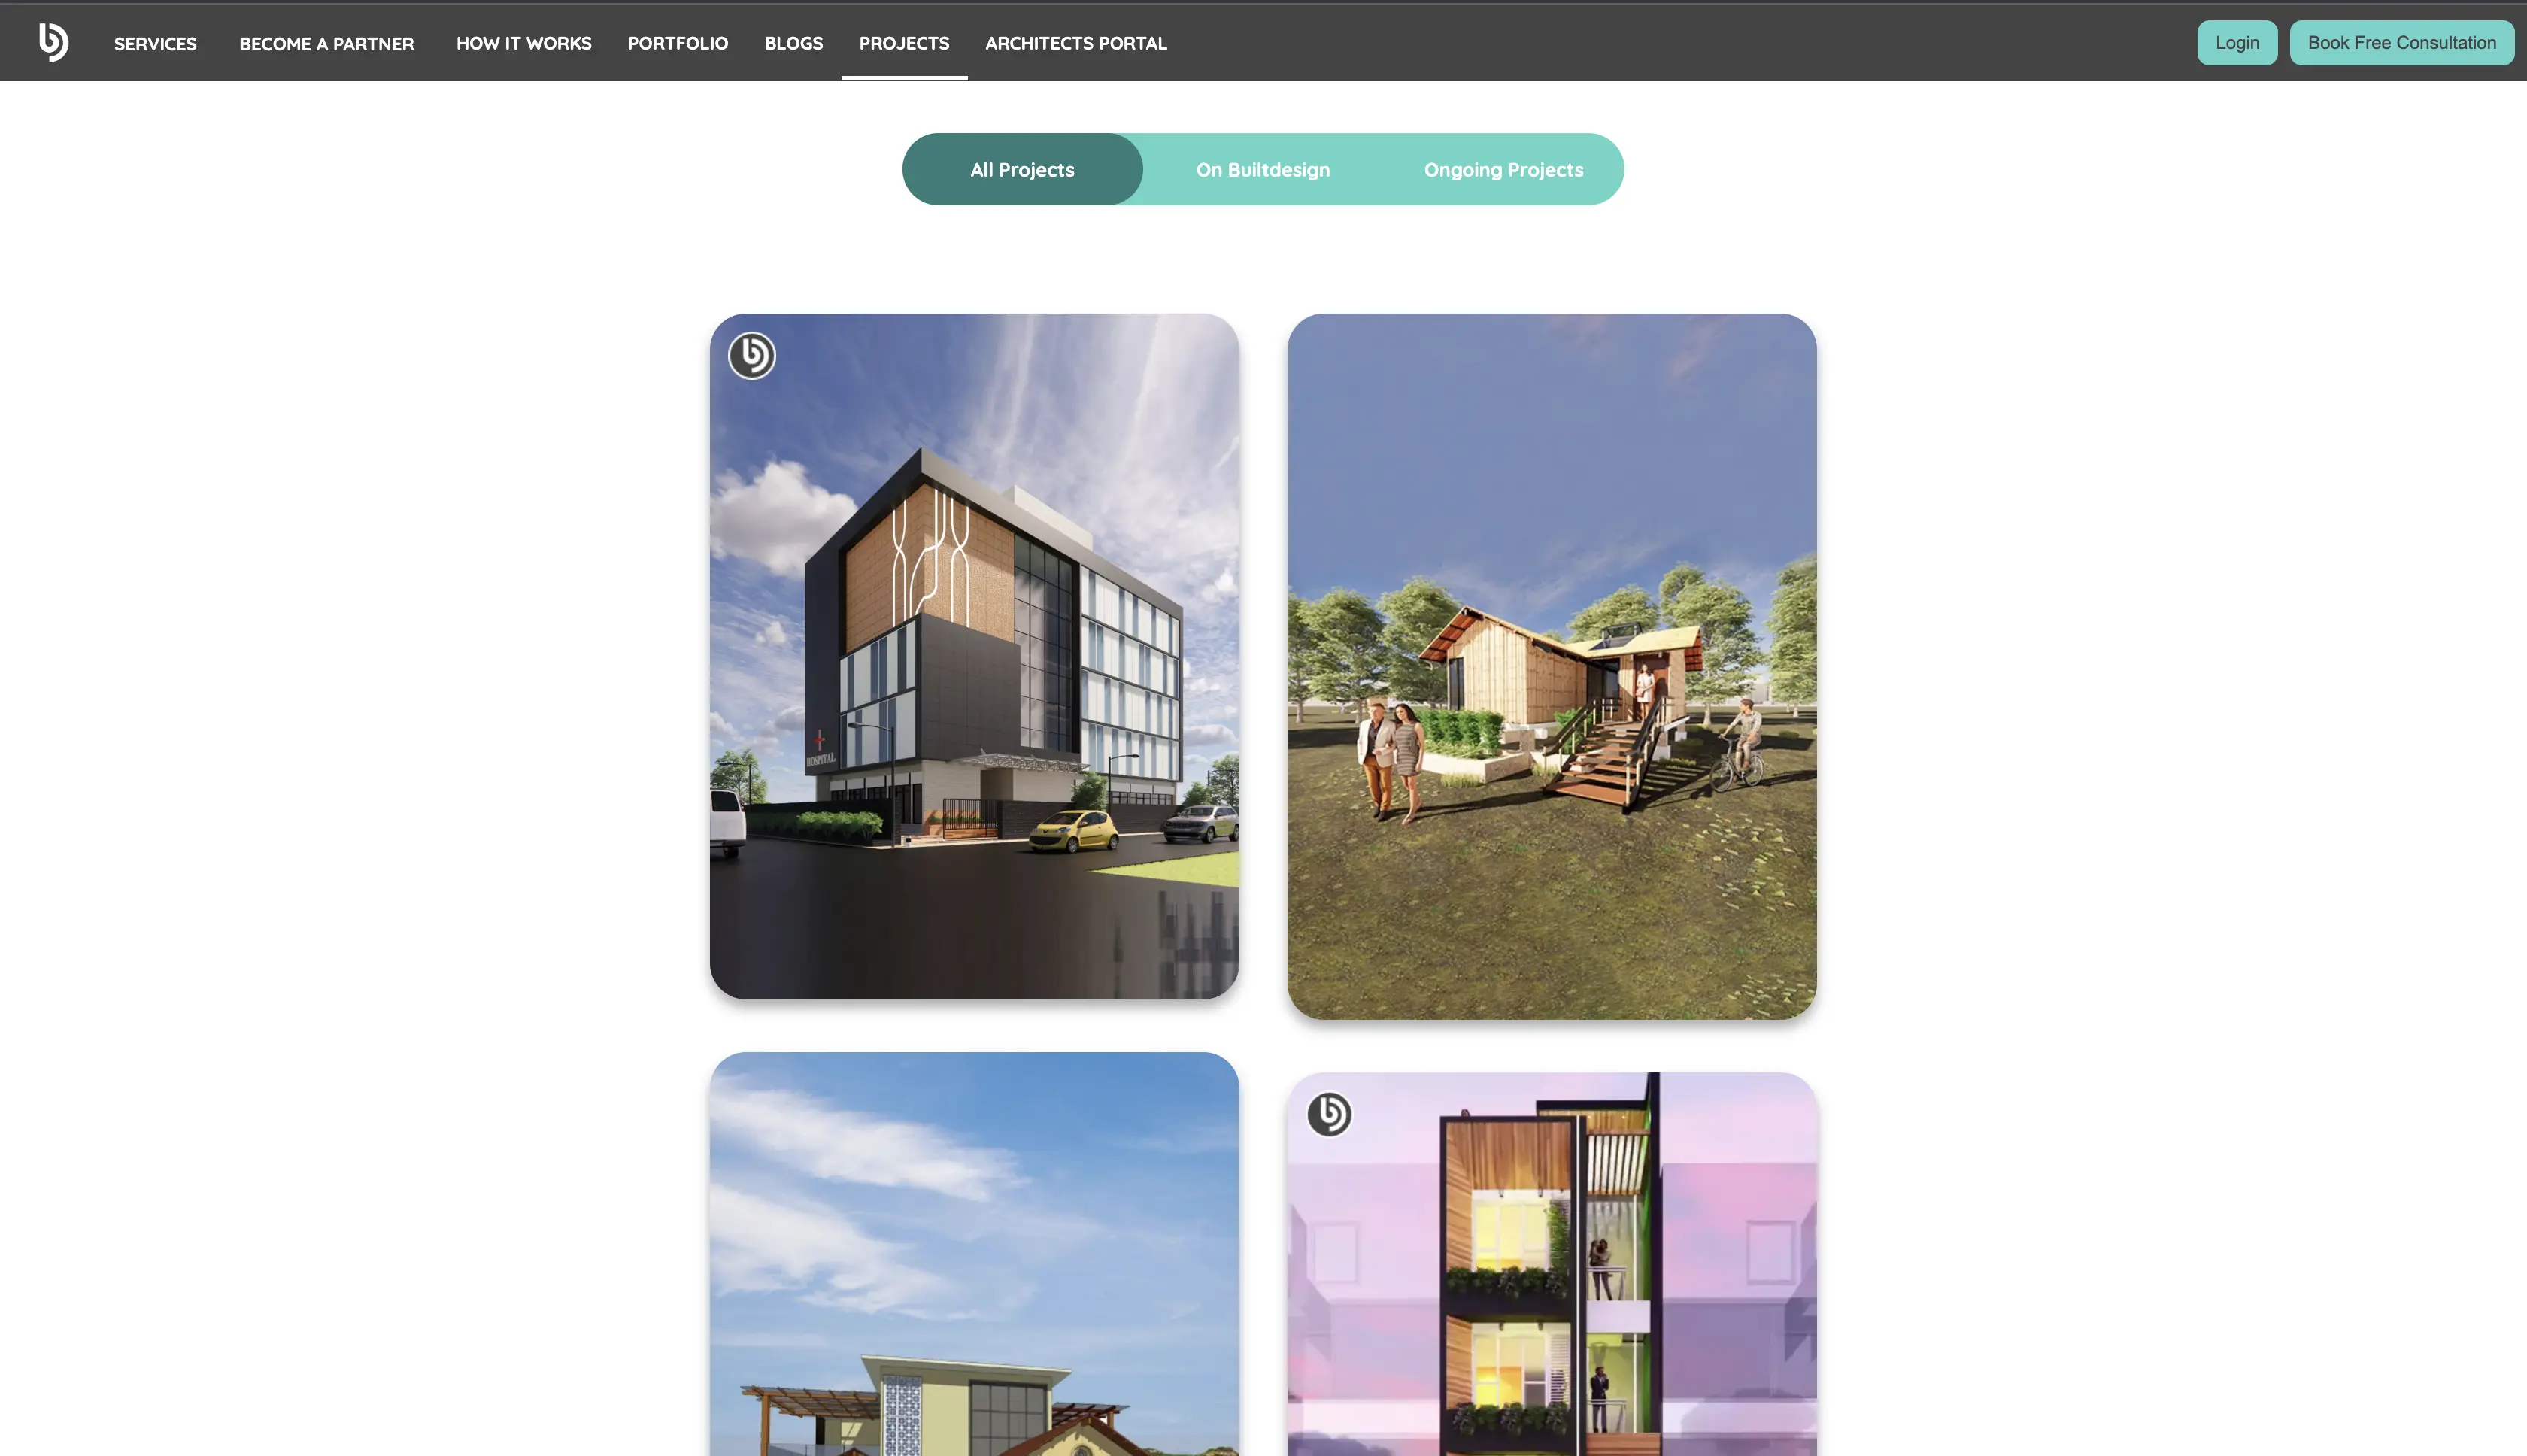 SERVICES BECOME A PARTNER HOW IT WORKS PORTFOLIO BLOGS PROJECTS ARCHITECTS PORTAL Login Book Free Consultation
All Projects On Builtdesign Ongoing Projects
HOSPITAL